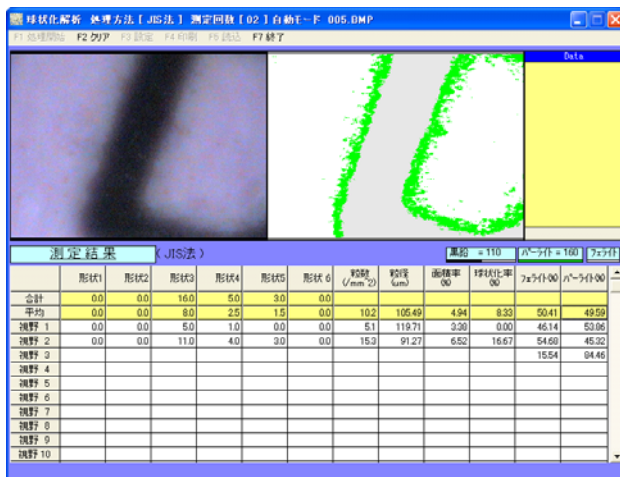 球状化解析 処理方法 [ JIS法 ] 測定回数 [ 02 ] 自動モード 005.BMP
F1 処理開始 F2 クリア F3 設定 F4 印刷 F5 読込 F7 終了
Data
測定結果 ( JIS法 ) 黒鉛 = 110 パーライト = 160 フェライト
形状1 形状2 形状3 形状4 形状5 形状6 粒数 (/mm^2) 粒径 (um) 面積率 (%) 球状化率 (%) フェライト(%) パーライト(%)
合計 0.0 0.0 16.0 5.0 3.0 0.0
平均 0.0 0.0 8.0 2.5 1.5 0.0 10.2 105.49 4.94 8.33 50.41 49.59
視野 1 0.0 0.0 5.0 1.0 0.0 0.0 5.1 119.71 3.38 0.00 46.14 53.86
視野 2 0.0 0.0 11.0 4.0 3.0 0.0 15.3 91.27 6.52 16.67 54.68 45.32
視野 3 15.54 84.46
視野 4
視野 5
視野 6
視野 7
視野 8
視野 9
視野 10